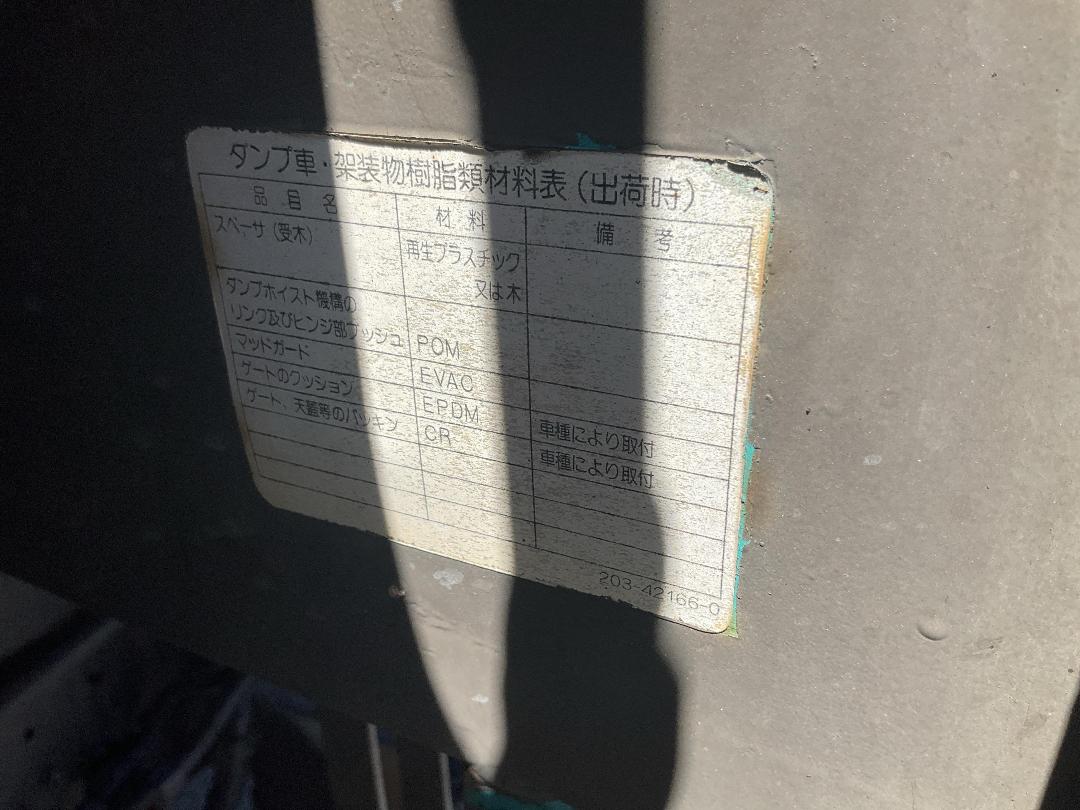 ダンプ車・架装物樹脂類材料表(出荷時)
品目名 材料 備考
スペーサ(受木) 再生プラスチック
又は木
ダンプホイスト機構の
リンク及びヒンジ部ブッシュ POM
マッドガード EVAC
ゲートのクッション EPDM 車種により取付
ゲート、天蓋等のパッキン CR 車種により取付
203-42166-0